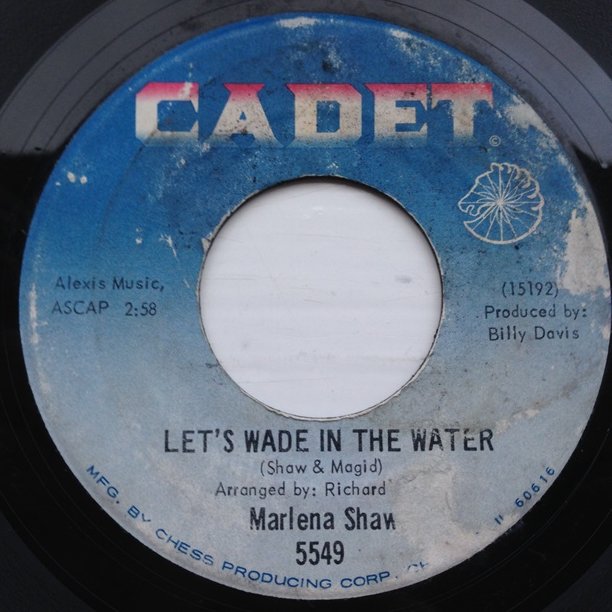 CADET
©
Alexis Music,
ASCAP 2:58
(15192)
Produced by:
Billy Davis
LET'S WADE IN THE WATER
(Shaw & Magid)
Arranged by: Richard
Marlena Shaw
5549
MFG. BY CHESS PRODUCING CORP. 60616